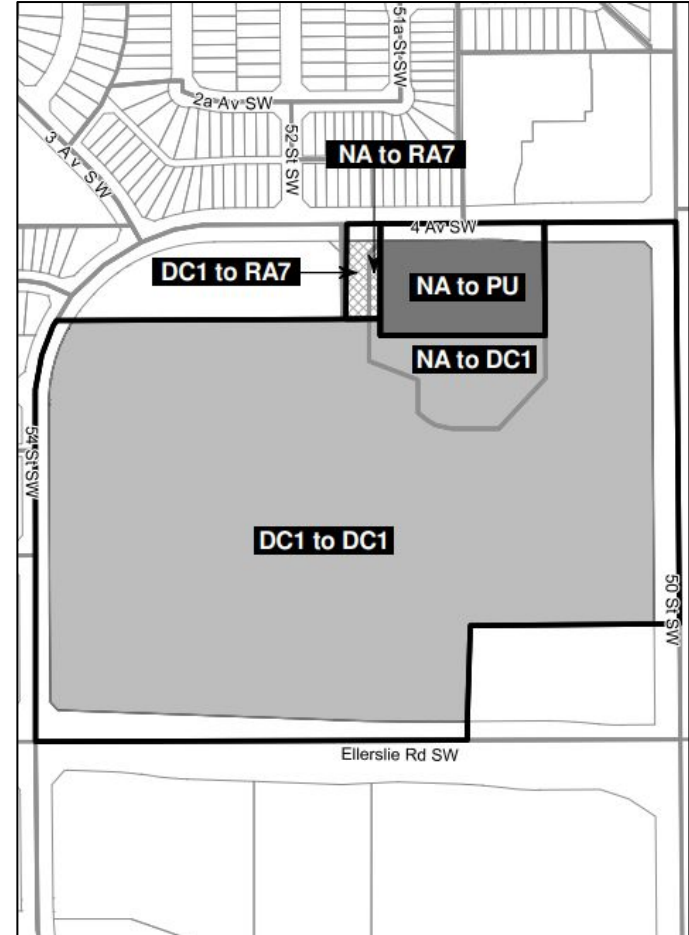 51a St SW
2a Av SW
52 St SW
3 Av SW
NA to RA7
4 Av SW
DC1 to RA7
NA to PU
NA to DC1
54 St SW
DC1 to DC1
50 St SW
Ellerslie Rd SW